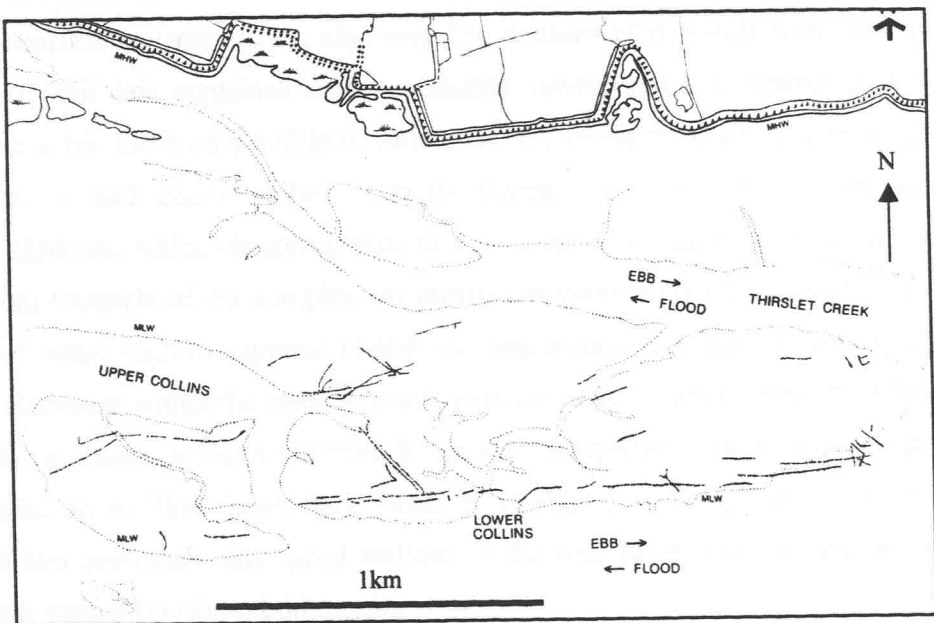 MHW
MHW
N
EBB →
← FLOOD
THIRSLET CREEK
MLW
UPPER COLLINS
MLW
LOWER
COLLINS
MLW
EBB →
← FLOOD
1km